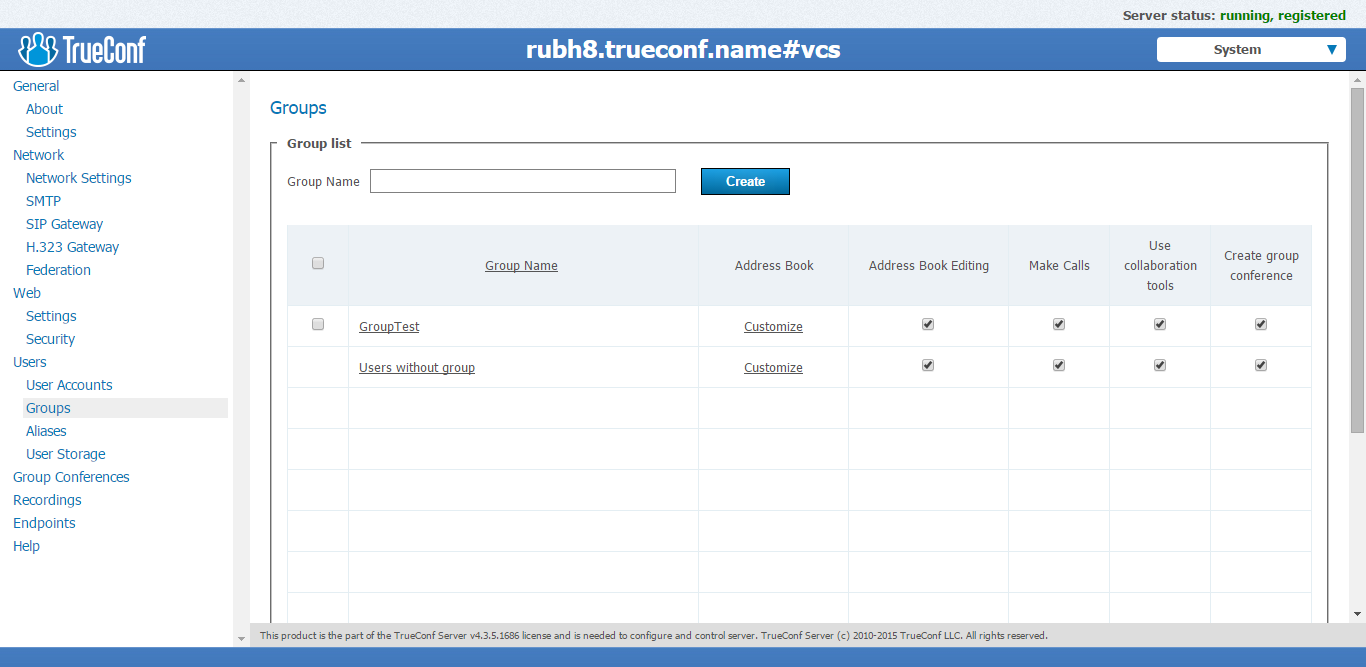 Server status: running, registered
TrueConf
rubh8.trueconf.name#vcs
System
General
About
Settings
Network
Network Settings
SMTP
SIP Gateway
H.323 Gateway
Federation
Web
Settings
Security
Users
User Accounts
Groups
Aliases
User Storage
Group Conferences
Recordings
Endpoints
Help
Groups
Group list
Group Name
Create
Group Name
Address Book
Address Book Editing
Make Calls
Use
collaboration
tools
Create group
conference
GroupTest
Customize
Users without group
Customize
This product is the part of the TrueConf Server v4.3.5.1686 license and is needed to configure and control server. TrueConf Server (c) 2010-2015 TrueConf LLC. All rights reserved.